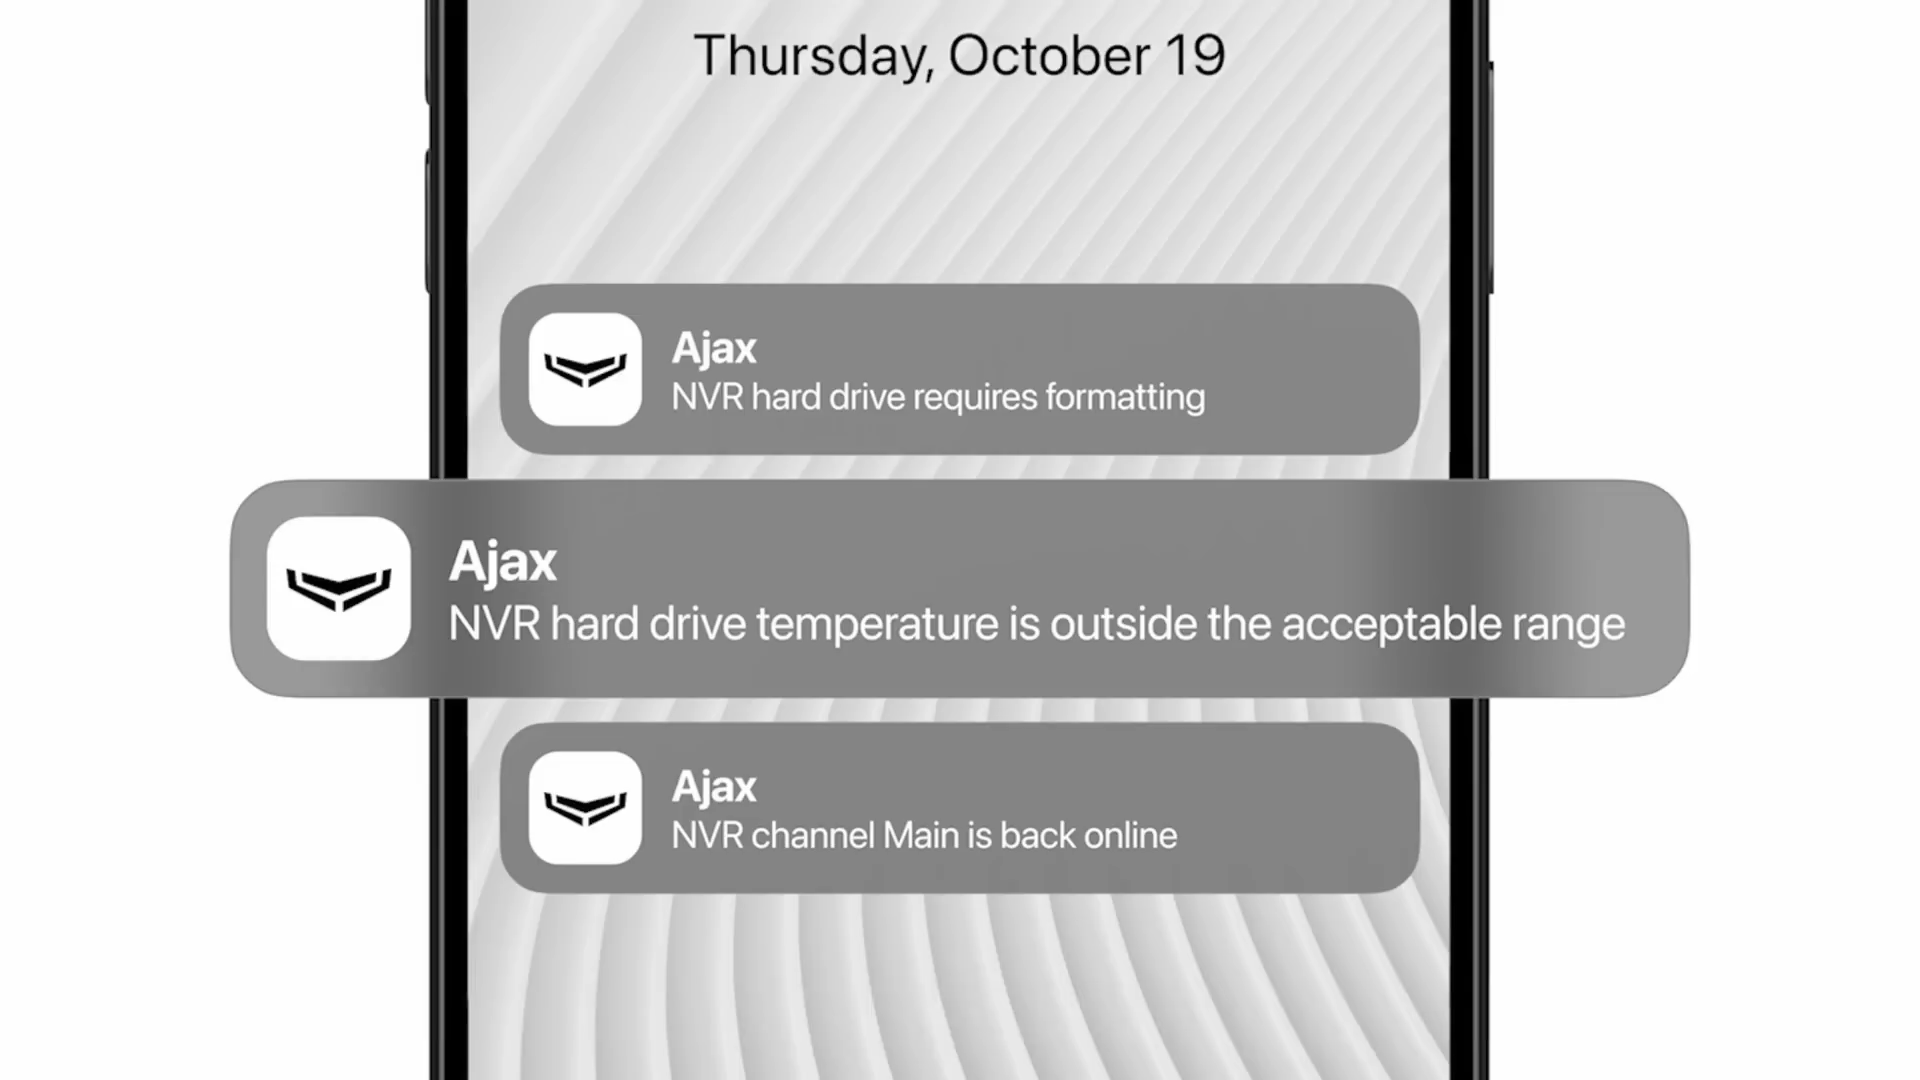 Thursday, October 19
Ajax
NVR hard drive requires formatting
Ajax
NVR hard drive temperature is outside the acceptable range
Ajax
NVR channel Main is back online